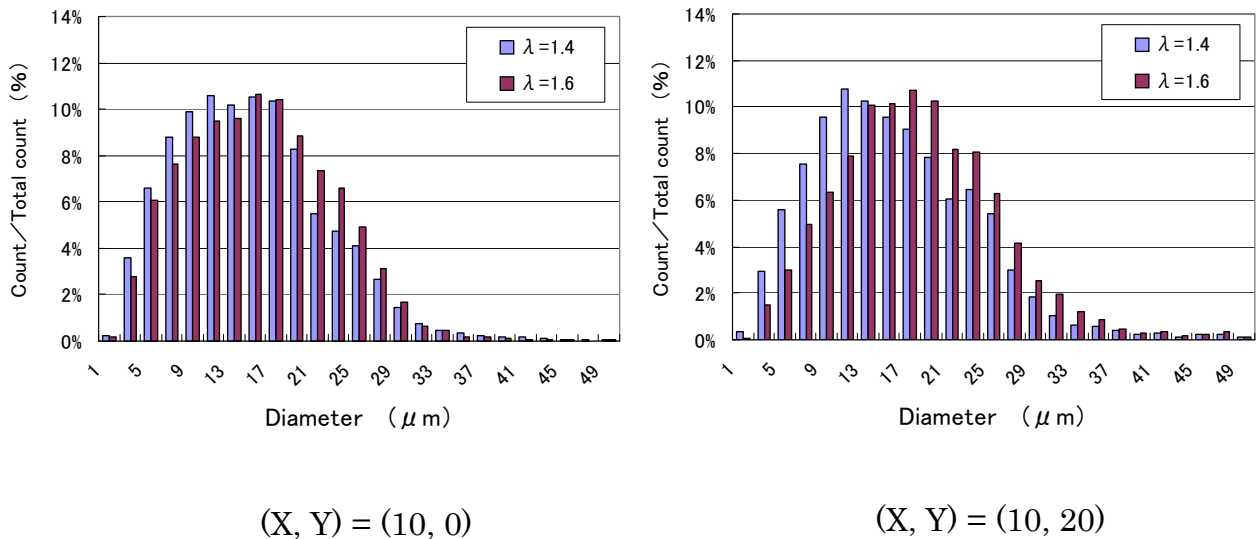 14%
12%
10%
8%
6%
4%
2%
0%
Count／Total count （%）
λ=1.4
λ=1.6
1 5 9 13 17 21 25 29 33 37 41 45 49
Diameter （μm）
(X, Y) = (10, 0)
14%
12%
10%
8%
6%
4%
2%
0%
Count／Total count （%）
λ=1.4
λ=1.6
1 5 9 13 17 21 25 29 33 37 41 45 49
Diameter （μm）
(X, Y) = (10, 20)